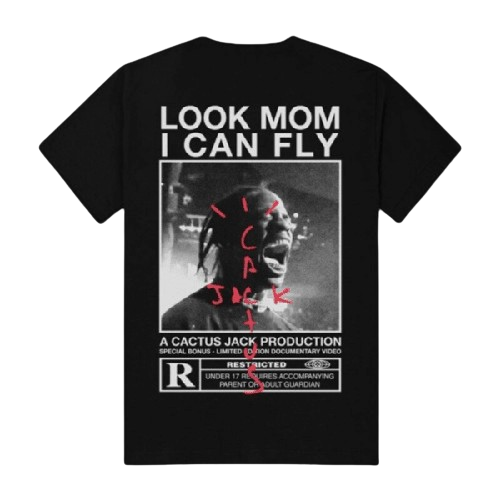 LOOK MOM
I CAN FLY
CACTUS
JACK
A CACTUS JACK PRODUCTION
SPECIAL BONUS - LIMITED EDITION DOCUMENTARY VIDEO
R
RESTRICTED
UNDER 17 REQUIRES ACCOMPANYING
PARENT OR ADULT GUARDIAN